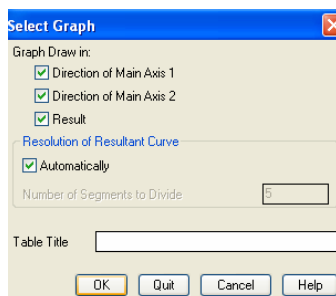 Select Graph
Graph Draw in:
Direction of Main Axis 1
Direction of Main Axis 2
Result
Resolution of Resultant Curve
Automatically
Number of Segments to Divide 5
Table Title
OK Quit Cancel Help